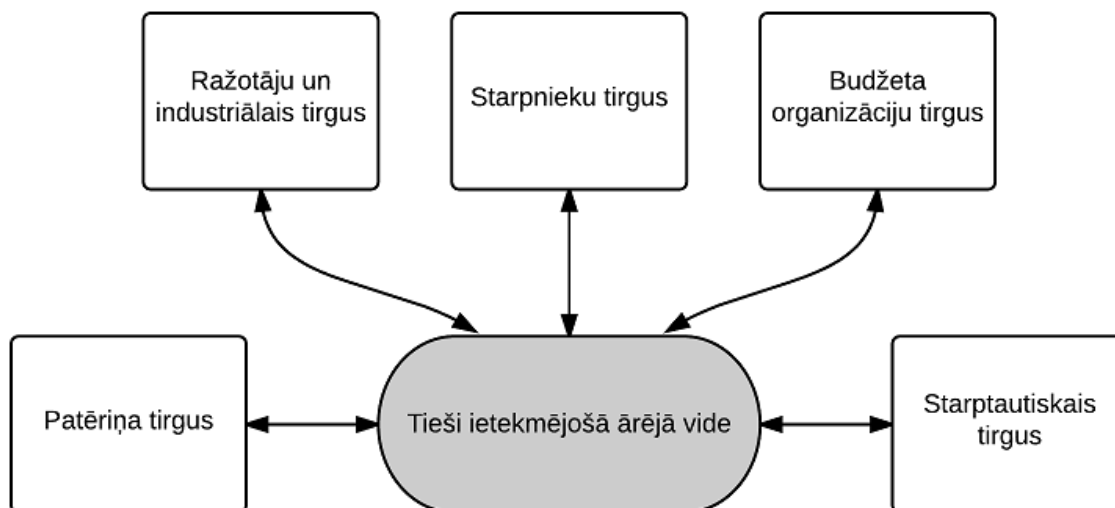 Ražotāju un
industriālais tirgus
Starpnieku tirgus
Budžeta
organizāciju tirgus
Patēriņa tirgus
Tieši ietekmējošā ārējā vide
Starptautiskais
tirgus